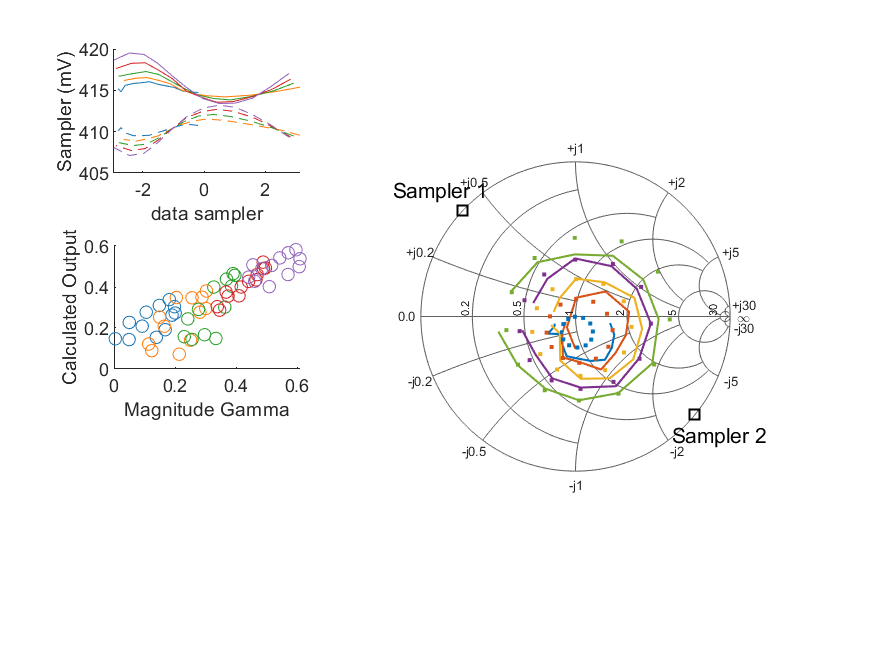 420
415
410
405
Sampler (mV)
-2
0
2
data sampler
0.6
0.4
0.2
0
Calculated Output
0
0.2
0.4
0.6
Magnitude Gamma
+j1
+j0.5
+j2
Sampler 1
+j0.2
+j5
0.0
0.2
0.5
1
2
5
30
+j30
∞
-j30
-j0.2
-j5
Sampler 2
-j0.5
-j2
-j1